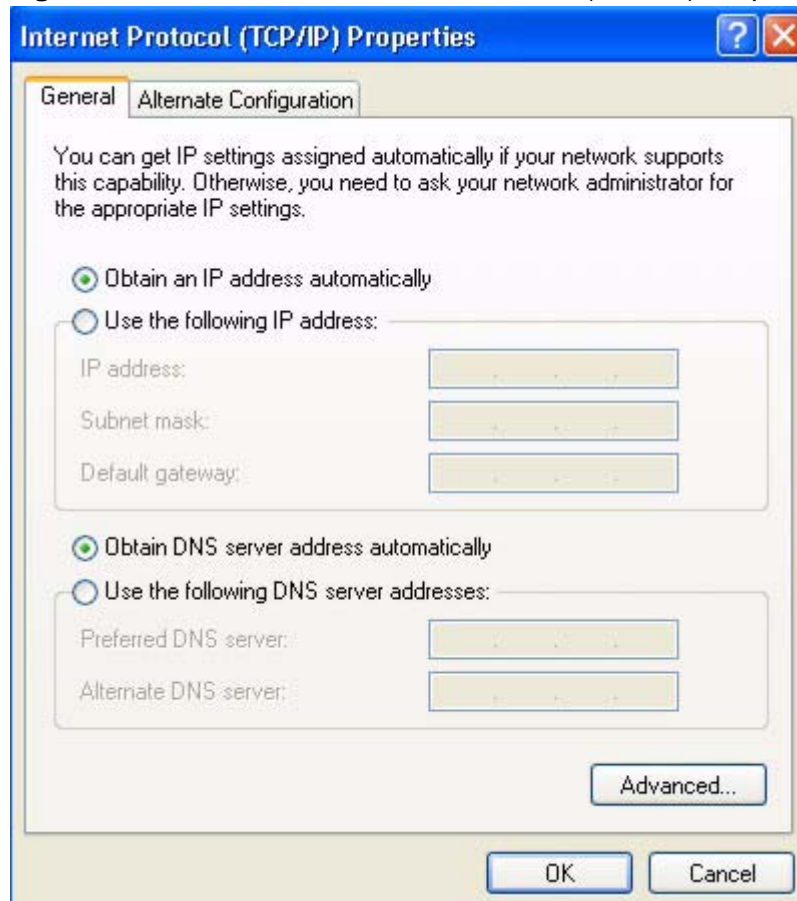 Internet Protocol (TCP/IP) Properties
General
Alternate Configuration
You can get IP settings assigned automatically if your network supports
this capability. Otherwise, you need to ask your network administrator for
the appropriate IP settings.
Obtain an IP address automatically
Use the following IP address:
IP address:
Subnet mask:
Default gateway:
Obtain DNS server address automatically
Use the following DNS server addresses:
Preferred DNS server:
Alternate DNS server:
Advanced...
OK
Cancel